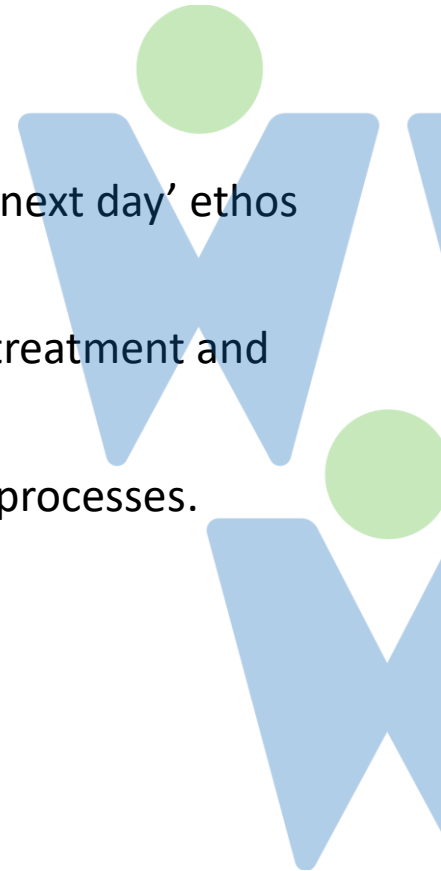 next day’ ethos
treatment and
processes.